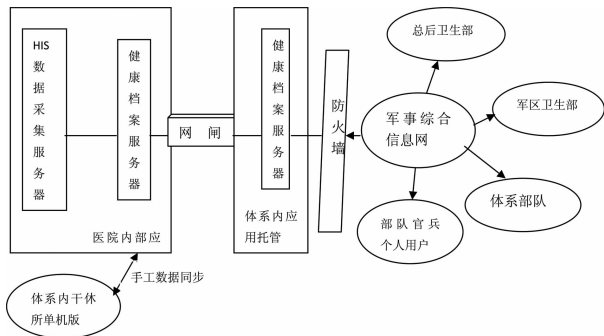 HIS
数
据
采
集
服
务
器
健
康
档
案
服
务
器
医院内部应
网 闸
健
康
档
案
服
务
器
体系内应
用托管
防
火
墙
军事综合
信息网
总后卫生部
军区卫生部
体系部队
部队官兵
个人用户
手工数据同步
体系内干休
所单机版